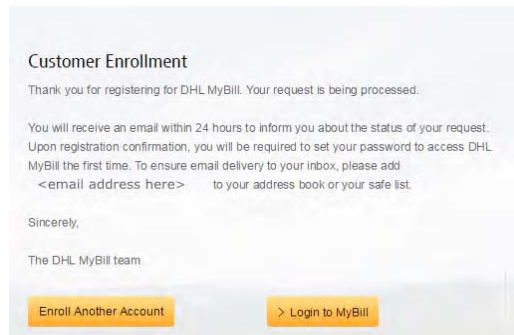 Customer Enrollment
Thank you for registering for DHL MyBill. Your request is being processed.
You will receive an email within 24 hours to inform you about the status of your request.
Upon registration confirmation, you will be required to set your password to access DHL
MyBill the first time. To ensure email delivery to your inbox, please add
<email address here> to your address book or your safe list.
Sincerely,
The DHL MyBill team
Enroll Another Account > Login to MyBill